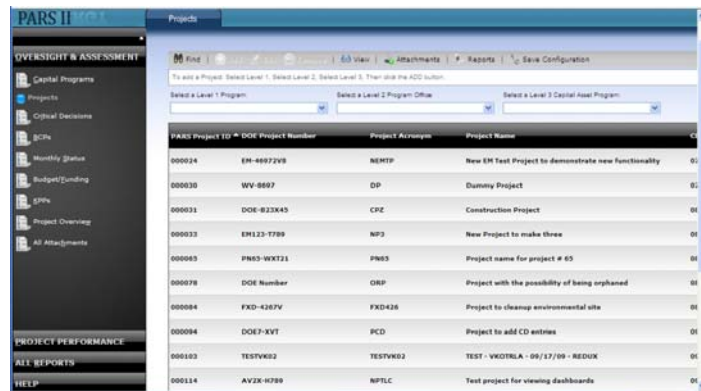 PARS II
Projects
OVERSIGHT & ASSESSMENT
Capital Programs
Projects
Critical Decisions
BCPs
Monthly Status
Budget/Funding
KPPs
Project Overview
All Attachments
PROJECT PERFORMANCE
ALL REPORTS
HELP
Find | View | Attachments | Reports | Save Configuration
To add a Project: Select Level 1, Select Level 2, Select Level 3, Then click the ADD button.
Select a Level 1 Program: Select a Level 2 Program Office: Select a Level 3 Capital Asset Program:
PARS Project ID DOE Project Number Project Acronym Project Name
000024 EM-46972V8 NEMTP New EM Test Project to demonstrate new functionality
000030 WV-8697 DP Dummy Project
000031 DOE-823X45 CPZ Construction Project
000033 EM123-T789 NP3 New Project to make three
000065 PN65-WXT21 PN65 Project name for project # 65
000078 DOE Number ORP Project with the possibility of being orphaned
000084 FXD-4267V FXD426 Project to cleanup environmental site
000094 DOE7-XVT PCD Project to add CD entries
000103 TESTVK02 TESTVK02 TEST - VKOTRLA - 09/17/09 - REDUX
000114 AV2X-H789 NPTLC Test project for viewing dashboards